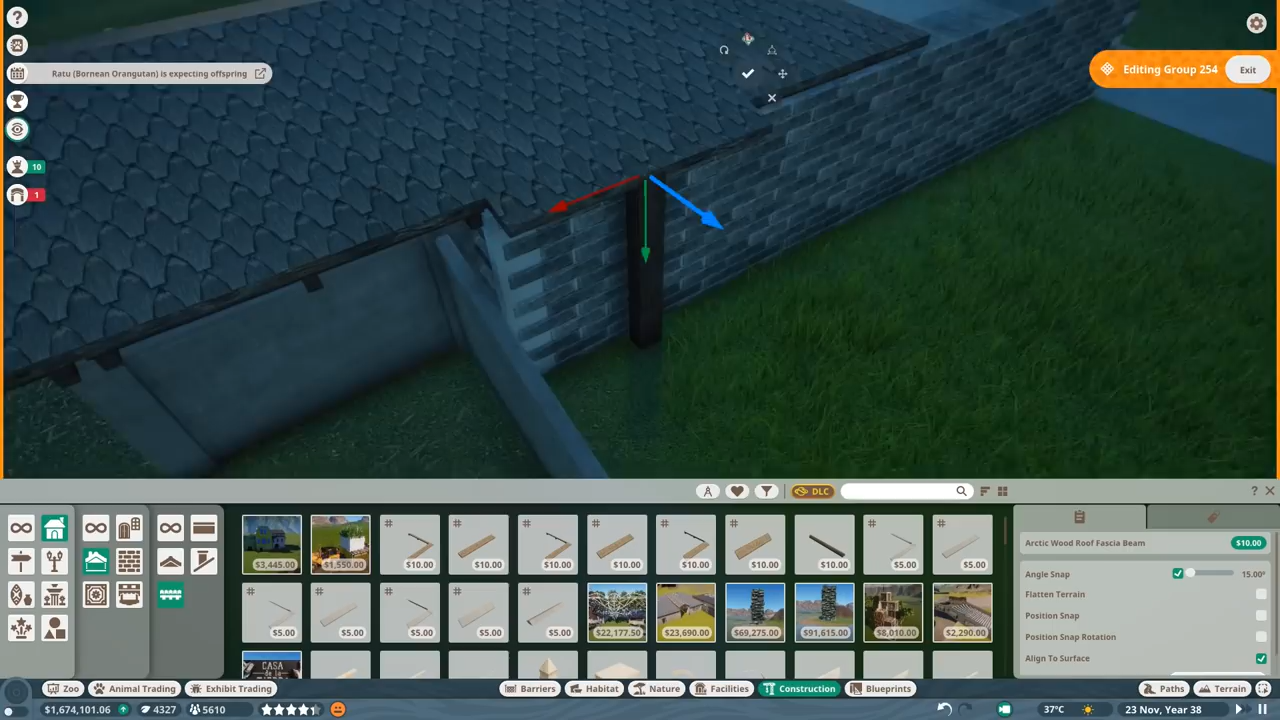 Ratu (Bornean Orangutan) is expecting offspring
Editing Group 254
Exit
10
1
DLC
$3,445.00
$1,550.00
$10.00
$10.00
$10.00
$10.00
$10.00
$10.00
$10.00
$5.00
$5.00
$5.00
$5.00
$5.00
$5.00
$5.00
$22,177.50
$23,690.00
$69,275.00
$91,615.00
$8,010.00
$2,290.00
CASA
Arctic Wood Roof Fascia Beam
$10.00
Angle Snap
15.00°
Flatten Terrain
Position Snap
Position Snap Rotation
Align To Surface
Zoo
Animal Trading
Exhibit Trading
Barriers
Habitat
Nature
Facilities
Construction
Blueprints
Paths
Terrain
$1,674,101.06
4327
5610
37°C
23 Nov, Year 38